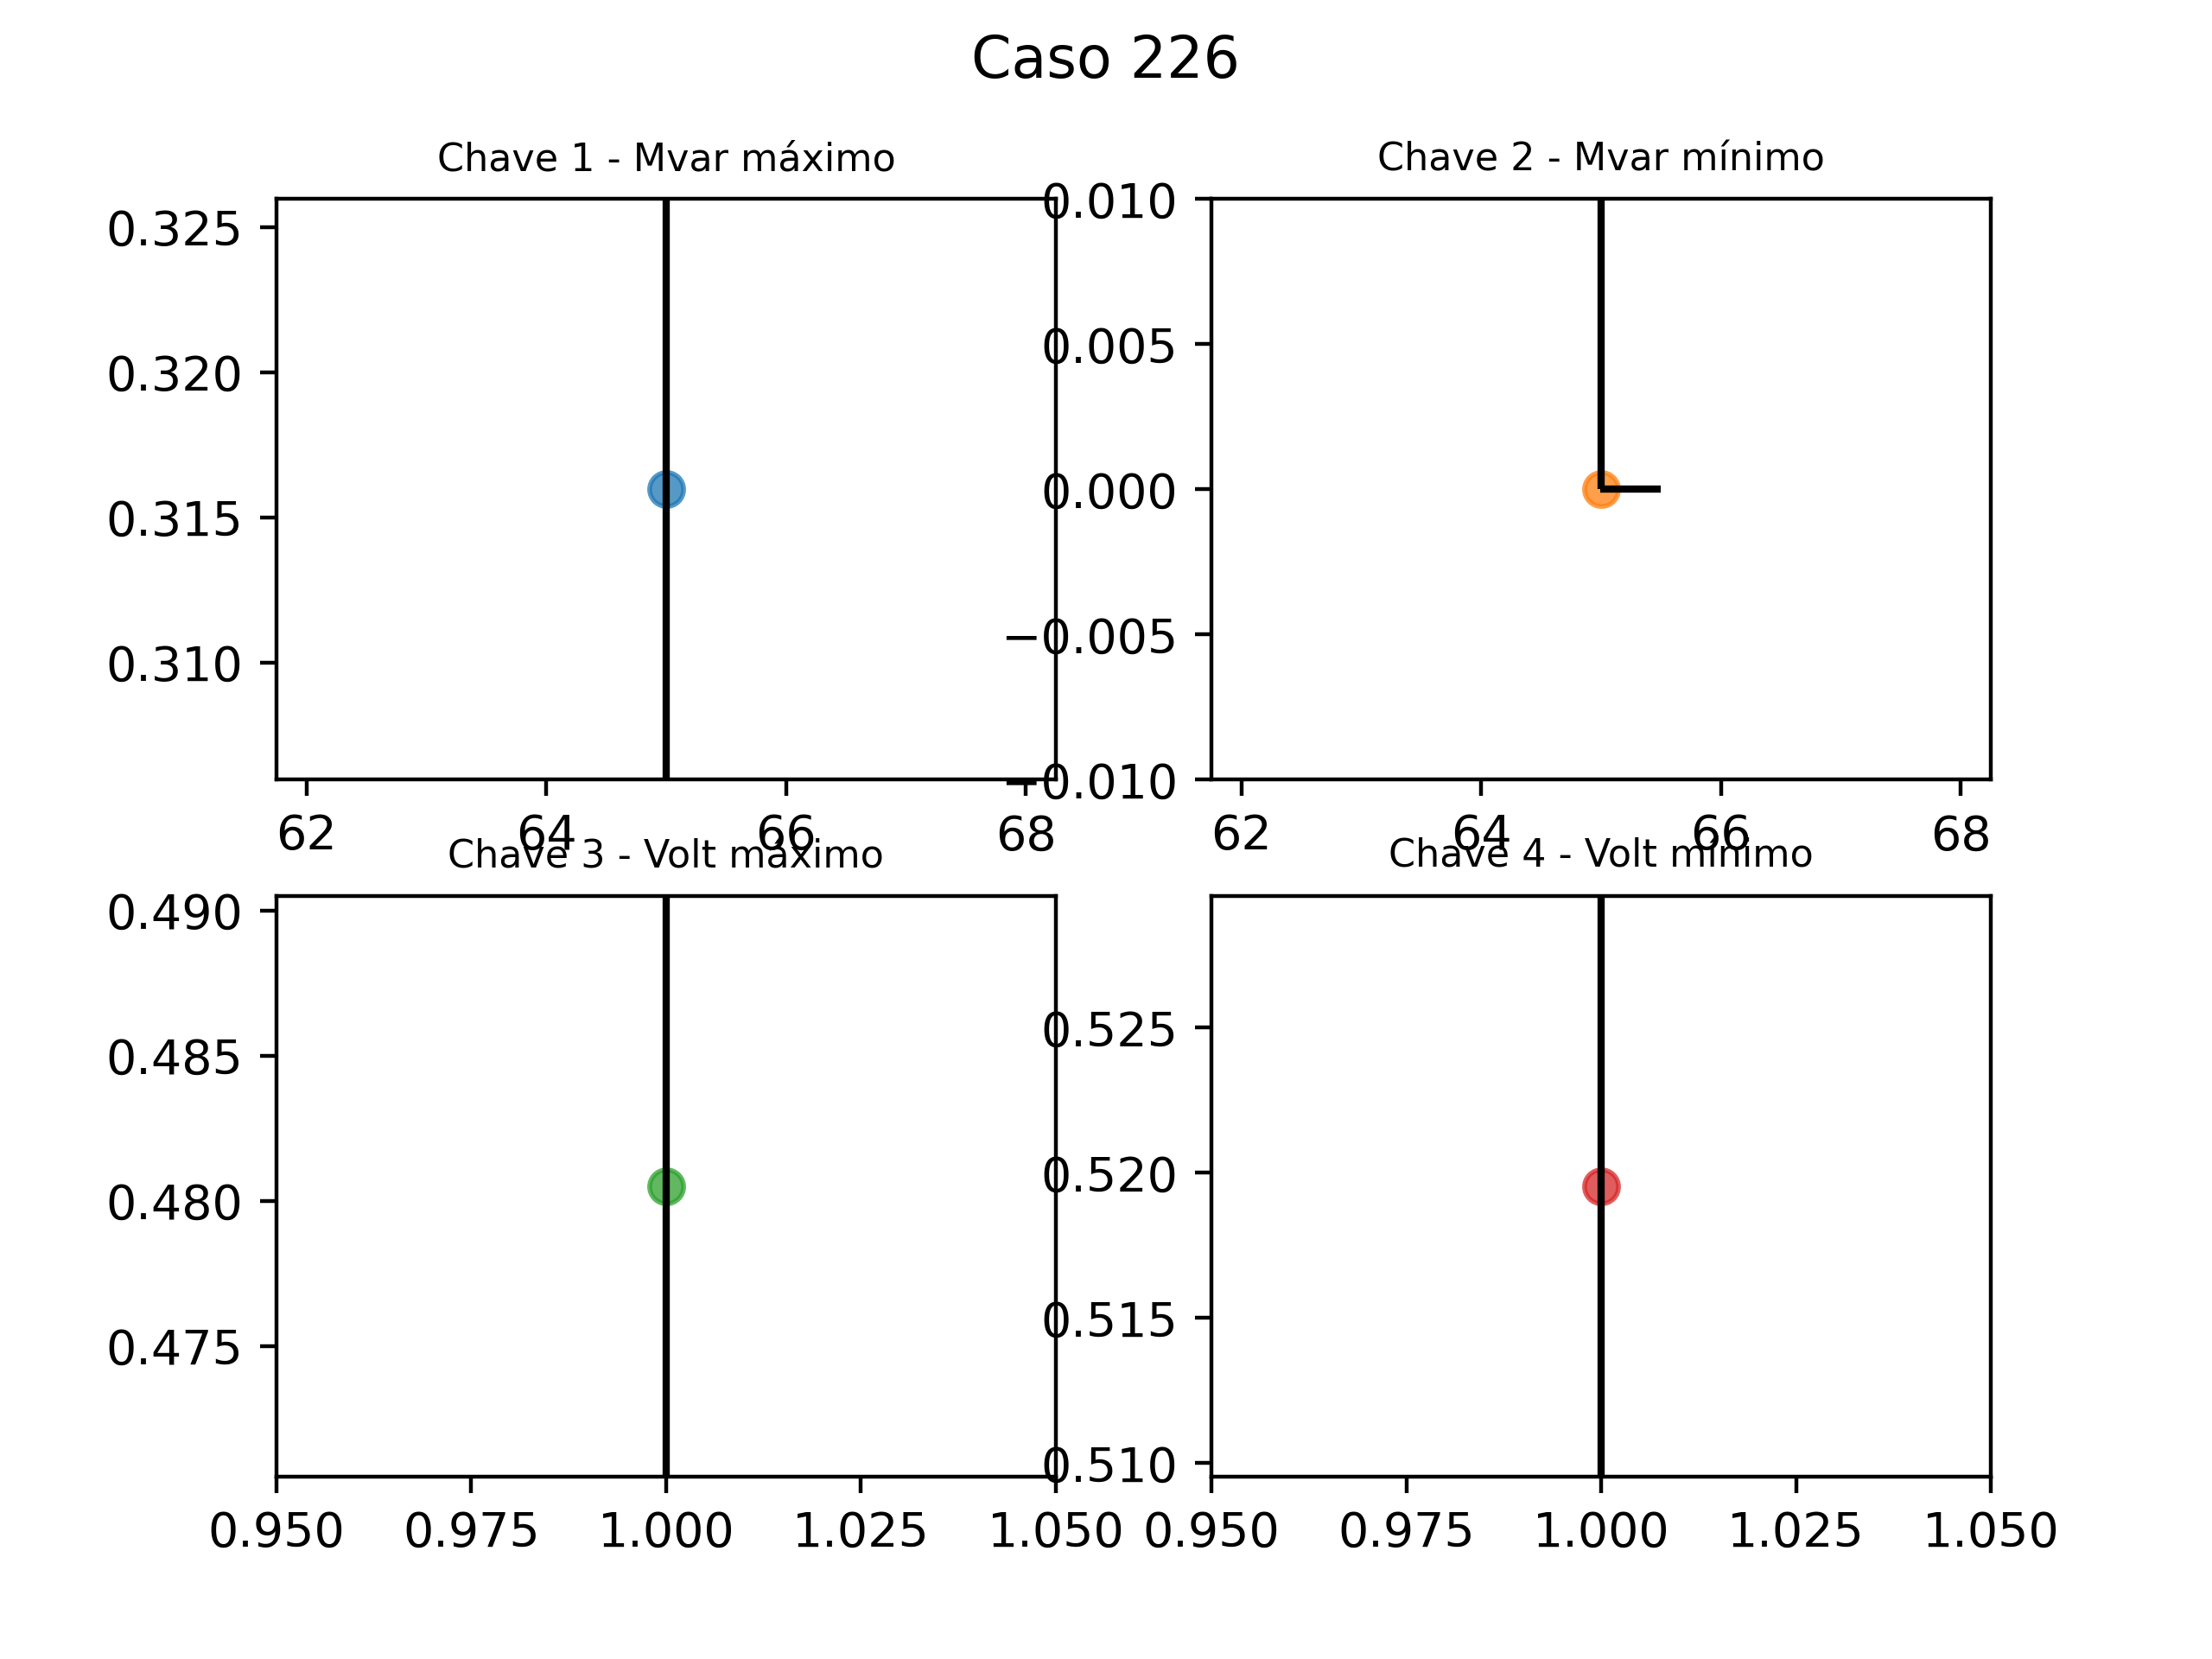 Caso 226
Chave 1 - Mvar máximo
0.325
0.320
0.315
0.310
62 64 66 68
Chave 2 - Mvar mínimo
0.010
0.005
0.000
−0.005
−0.010
62 64 66 68
Chave 3 - Volt máximo
0.490
0.485
0.480
0.475
0.950 0.975 1.000 1.025 1.050
Chave 4 - Volt mínimo
0.525
0.520
0.515
0.510
0.950 0.975 1.000 1.025 1.050